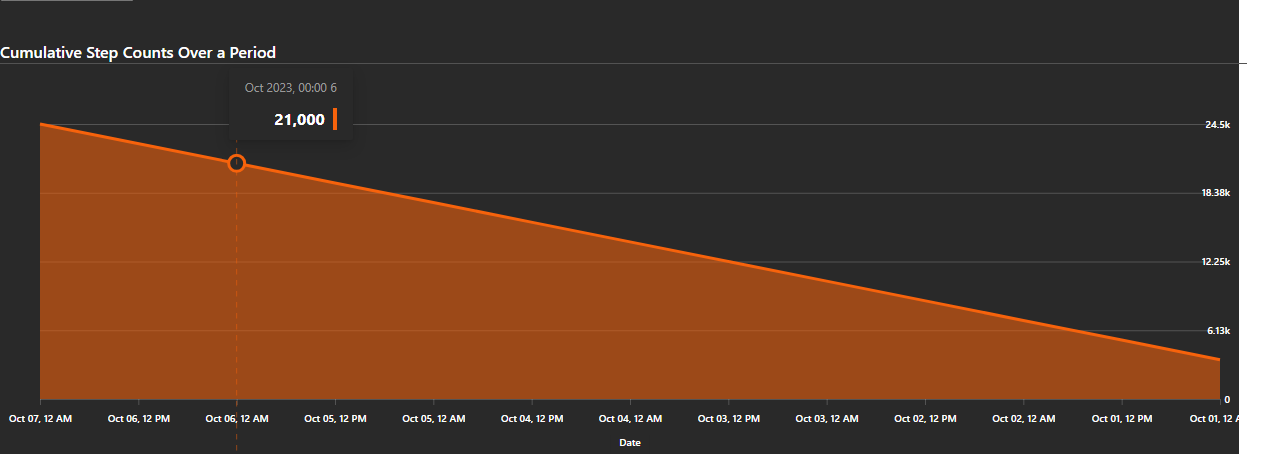 Cumulative Step Counts Over a Period
Oct 2023, 00:00 6
21,000
24.5k
18.38k
12.25k
6.13k
0
Oct 07, 12 AM Oct 06, 12 PM Oct 06, 12 AM Oct 05, 12 PM Oct 05, 12 AM Oct 04, 12 PM Oct 04, 12 AM Oct 03, 12 PM Oct 03, 12 AM Oct 02, 12 PM Oct 02, 12 AM Oct 01, 12 PM Oct 01, 12 A
Date